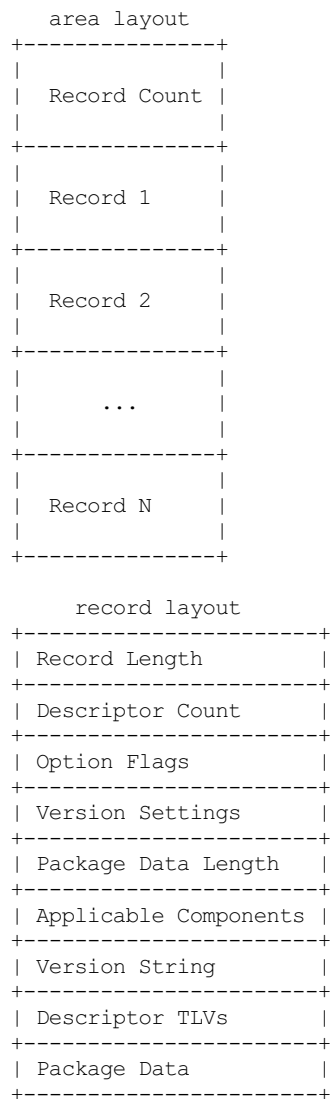 area layout
Record Count
Record 1
Record 2
...
Record N
record layout
Record Length
Descriptor Count
Option Flags
Version Settings
Package Data Length
Applicable Components
Version String
Descriptor TLVs
Package Data